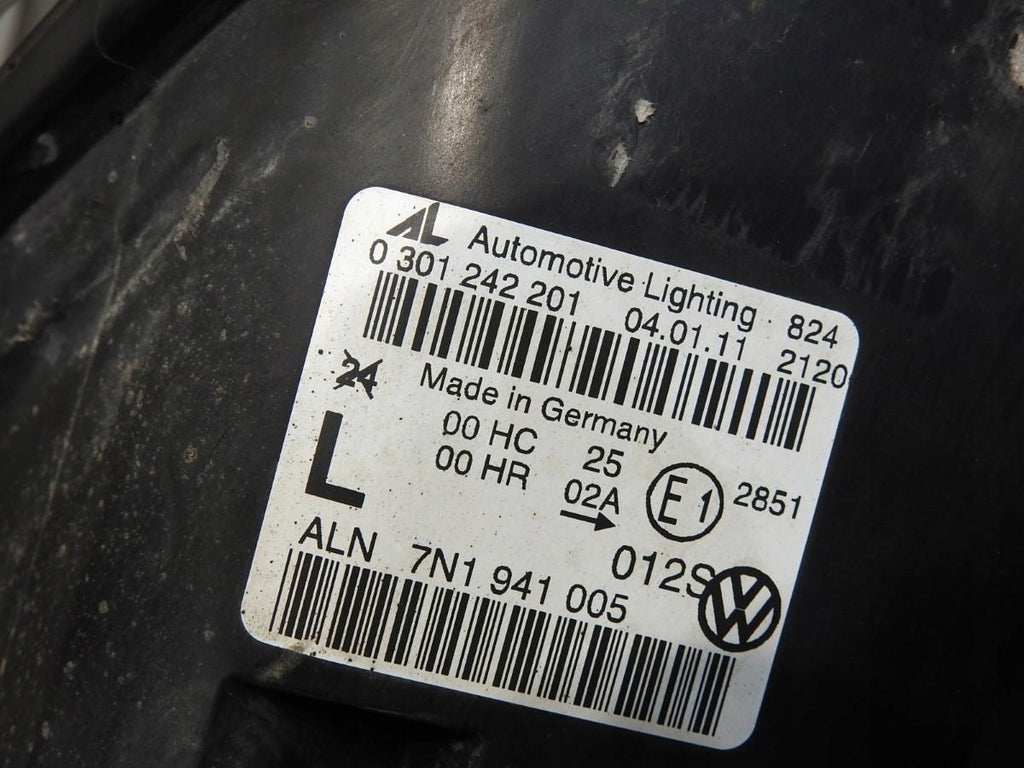 AL Automotive Lighting 824
0 301 242 201 04.01.11 2120
24 Made in Germany
00 HC 25
00 HR 02A E1 2851
L
012S
ALN 7N1 941 005
VW